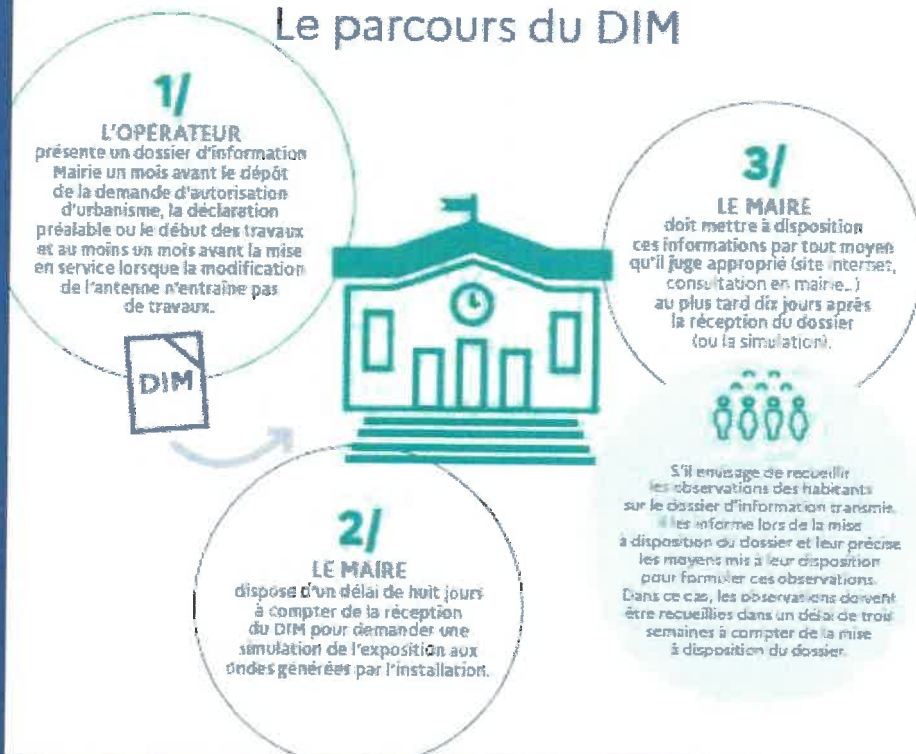 Le parcours du DIM
1/
L'OPÉRATEUR
présente un dossier d'information
Mairie un mois avant le dépôt
de la demande d'autorisation
d'urbanisme, la déclaration
préalable ou le début des travaux
et au moins un mois avant la mise
en service lorsque la modification
de l'antenne n'entraîne pas
de travaux.
DIM
2/
LE MAIRE
dispose d'un délai de huit jours
à compter de la réception
du DIM pour demander une
simulation de l'exposition aux
ondes générées par l'installation.
3/
LE MAIRE
doit mettre à disposition
ces informations par tout moyen
qu'il juge approprié (site internet,
consultation en mairie..)
au plus tard dix jours après
la réception du dossier
(ou la simulation).
S'il envisage de recueillir
les observations des habitants
sur le dossier d'information transmis,
il les informe lors de la mise
à disposition du dossier et leur précise
les moyens mis à leur disposition
pour formuler ces observations.
Dans ce cas, les observations doivent
être recueillies dans un délai de trois
semaines à compter de la mise
à disposition du dossier.